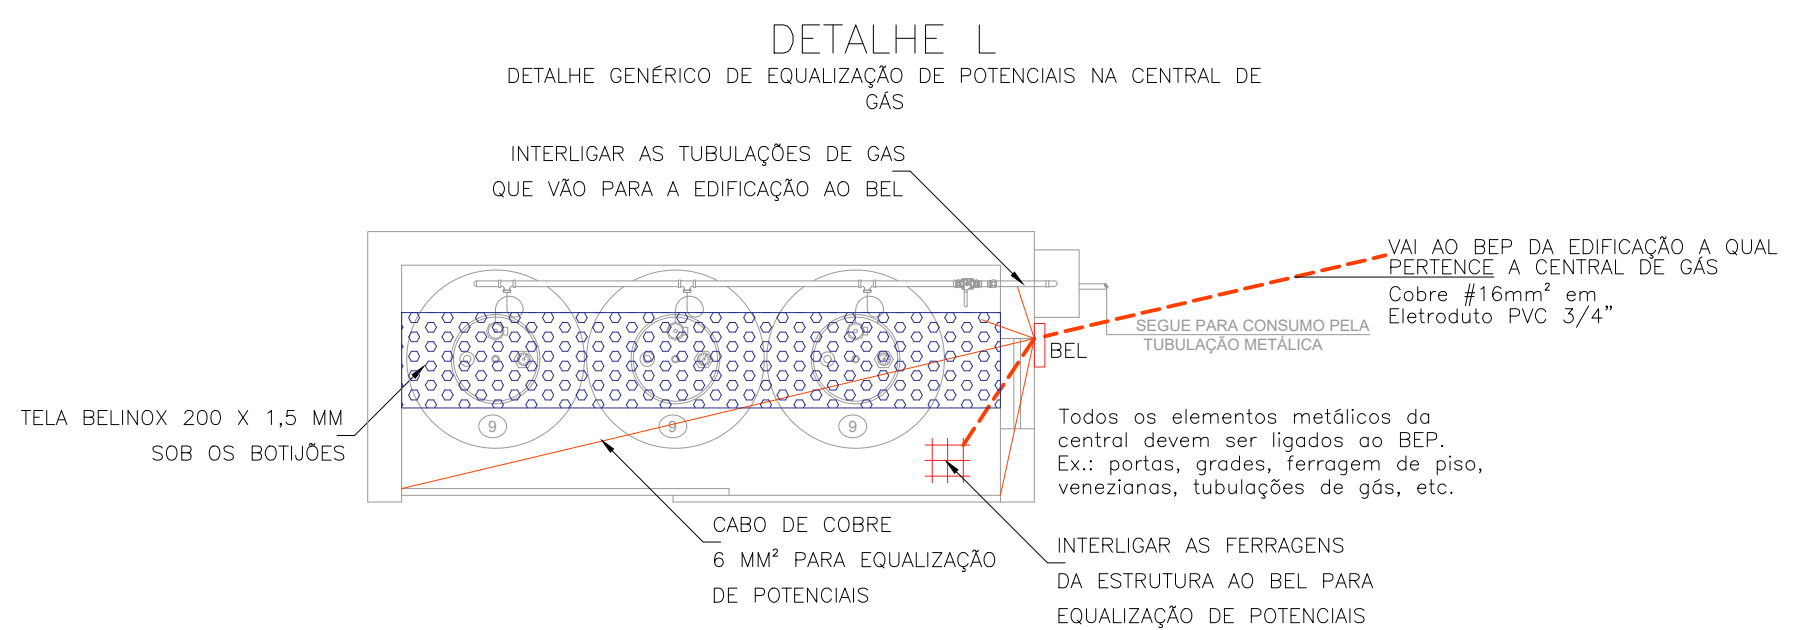 DETALHE L
DETALHE GENÉRICO DE EQUALIZAÇÃO DE POTENCIAIS NA CENTRAL DE
GÁS
INTERLIGAR AS TUBULAÇÕES DE GAS
QUE VÃO PARA A EDIFICAÇÃO AO BEL
VAI AO BEP DA EDIFICAÇÃO A QUAL
PERTENCE A CENTRAL DE GÁS
Cobre #16mm² em
Eletroduto PVC 3/4”
SEGUE PARA CONSUMO PELA
TUBULAÇÃO METÁLICA
BEL
TELA BELINOX 200 X 1,5 MM
SOB OS BOTIJÕES
9
9
9
Todos os elementos metálicos da
central devem ser ligados ao BEP.
Ex.: portas, grades, ferragem de piso,
venezianas, tubulações de gás, etc.
CABO DE COBRE
6 MM² PARA EQUALIZAÇÃO
DE POTENCIAIS
INTERLIGAR AS FERRAGENS
DA ESTRUTURA AO BEL PARA
EQUALIZAÇÃO DE POTENCIAIS